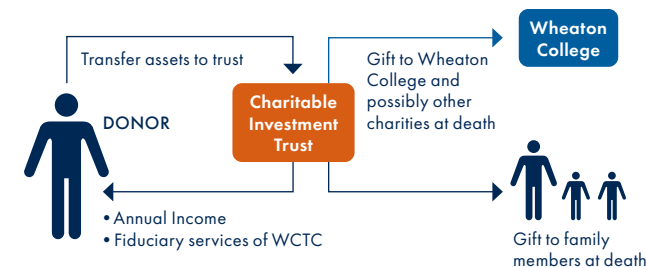 Transfer assets to trust
DONOR
• Annual Income
• Fiduciary services of WCTC
Charitable
Investment
Trust
Gift to Wheaton
College and
possibly other
charities at death
Wheaton
College
Gift to family
members at death